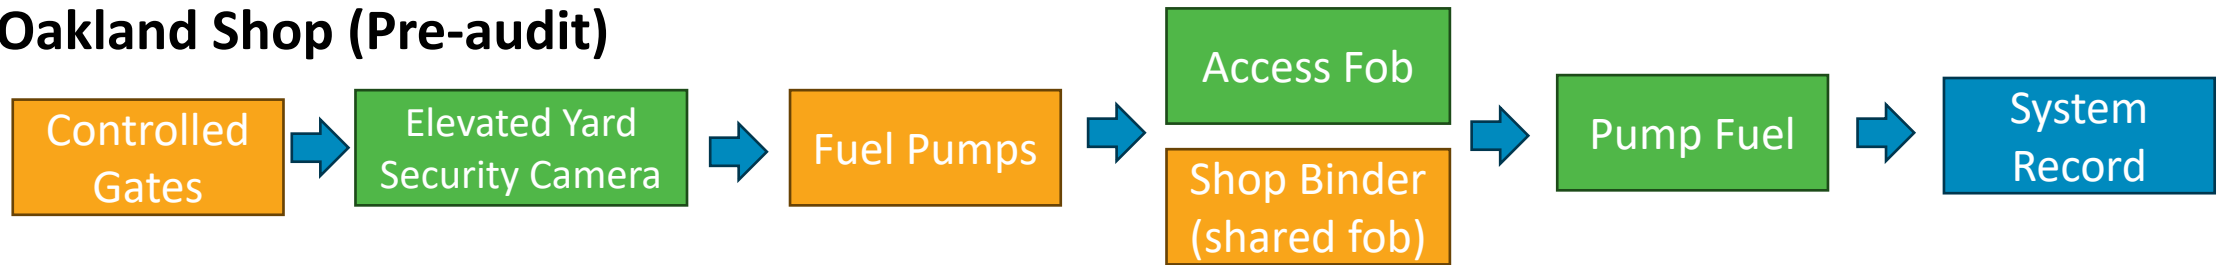 Oakland Shop (Pre-audit)
Controlled
Gates
Elevated Yard
Security Camera
Fuel Pumps
Access Fob
Shop Binder
(shared fob)
Pump Fuel
System
Record